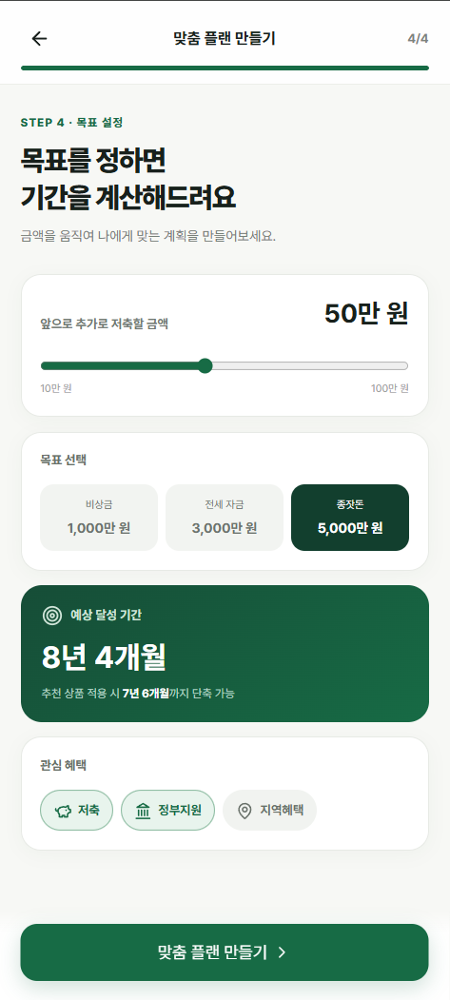 맞춤 플랜 만들기
4/4
STEP 4 · 목표 설정
목표를 정하면
기간을 계산해드려요
금액을 움직여 나에게 맞는 계획을 만들어보세요.
앞으로 추가로 저축할 금액
50만 원
10만 원
100만 원
목표 선택
비상금
1,000만 원
전세 자금
3,000만 원
종잣돈
5,000만 원
예상 달성 기간
8년 4개월
추천 상품 적용 시 7년 6개월까지 단축 가능
관심 혜택
저축
정부지원
지역혜택
맞춤 플랜 만들기